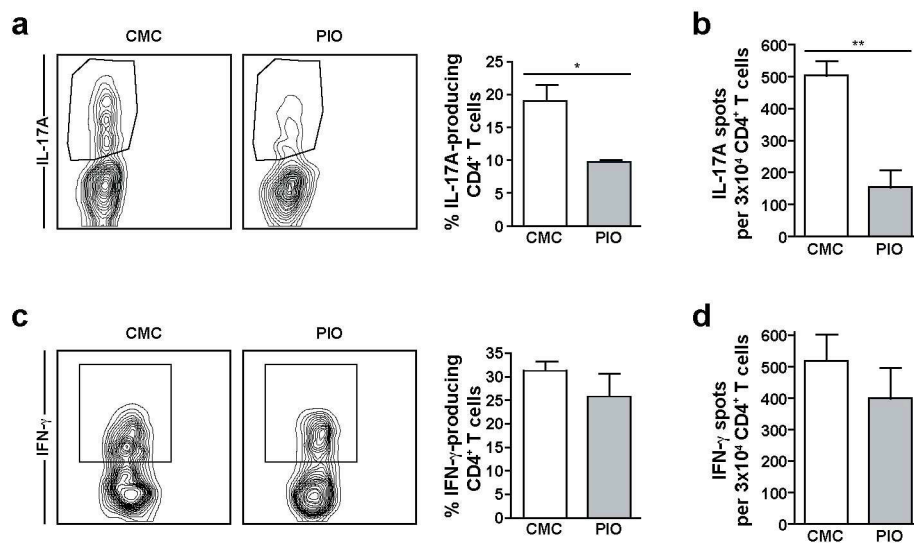 a
CMC
PIO
IL-17A
% IL-17A-producing
CD4⁺ T cells
25
20
15
10
5
0
*
CMC
PIO
b
IL-17A spots
per 3x10⁴ CD4⁺ T cells
600
500
400
300
200
100
0
**
CMC
PIO
c
CMC
PIO
IFN-γ
% IFN-γ-producing
CD4⁺ T cells
35
30
25
20
15
10
5
0
CMC
PIO
d
IFN-γ spots
per 3x10⁴ CD4⁺ T cells
600
500
400
300
200
100
0
CMC
PIO